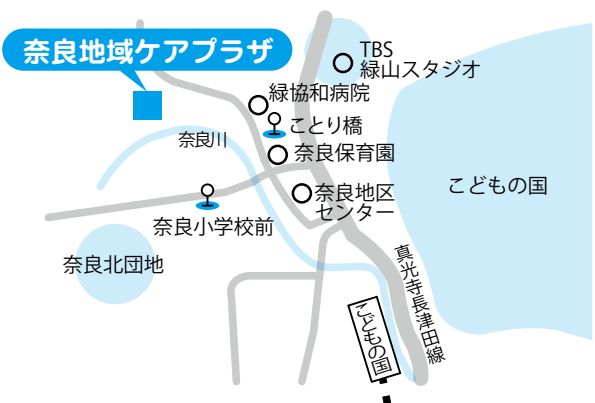 奈良地域ケアプラザ
TBS
緑山スタジオ
緑協和病院
ことり橋
奈良川
奈良保育園
奈良地区
センター
こどもの国
奈良小学校前
奈良北団地
真光寺長津田線
こどもの国